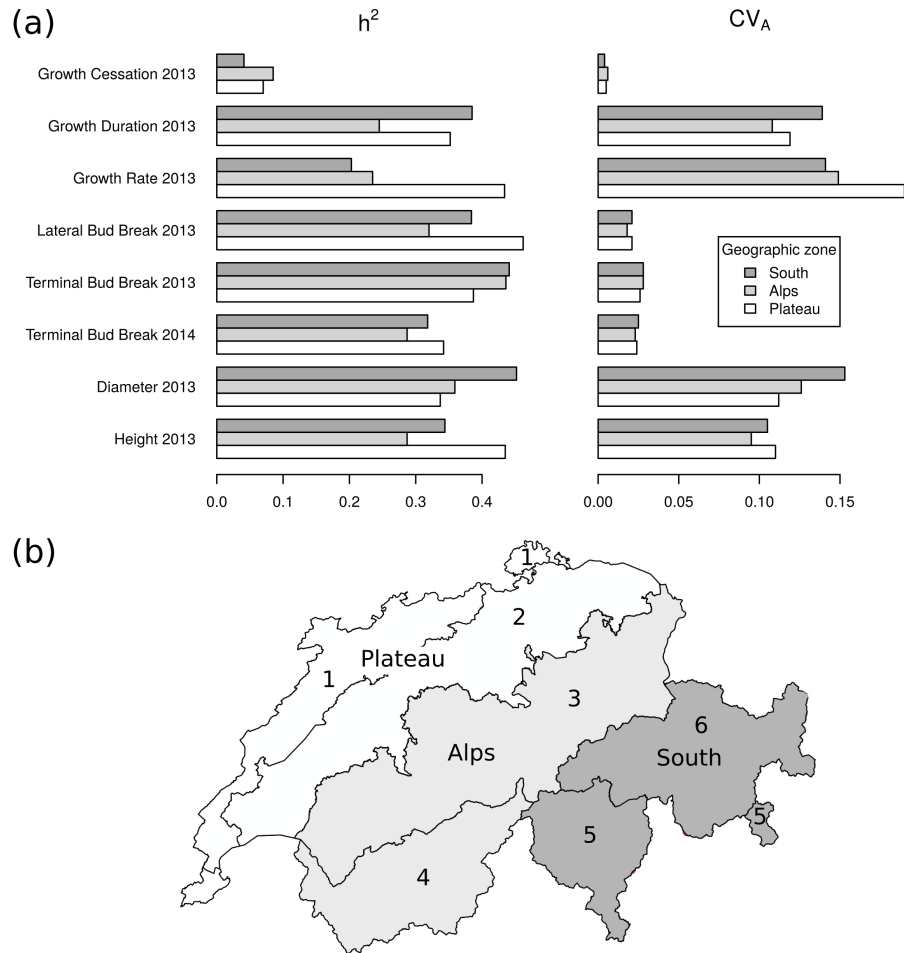 (a)
h²
CV_A
Growth Cessation 2013
Growth Duration 2013
Growth Rate 2013
Lateral Bud Break 2013
Terminal Bud Break 2013
Terminal Bud Break 2014
Diameter 2013
Height 2013
Geographic zone
South
Alps
Plateau
0.0 0.1 0.2 0.3 0.4
0.00 0.05 0.10 0.15
(b)
1
2
Plateau
1
3
6
Alps
South
5
5
4